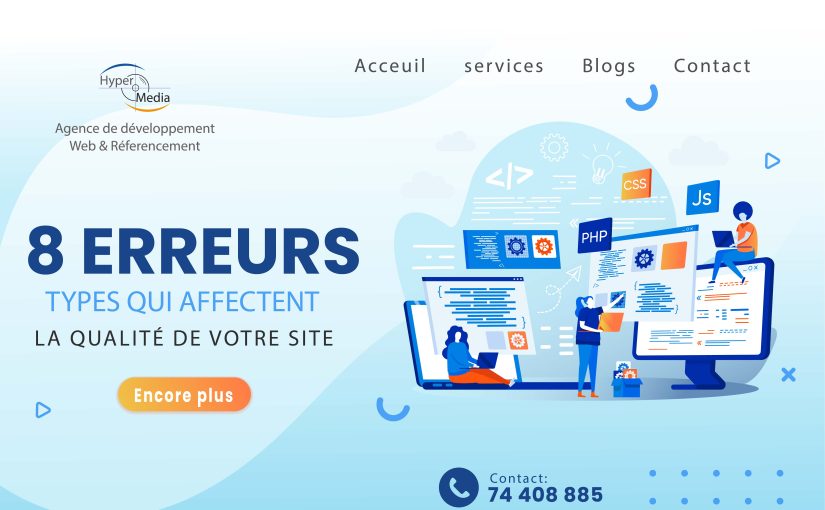 Hyper
Media
Agence de développement
Web & Réferencement
Acceuil services Blogs Contact
8 ERREURS
TYPES QUI AFFECTENT
LA QUALITÉ DE VOTRE SITE
Encore plus
</>
CSS
Js
PHP
Contact:
74 408 885